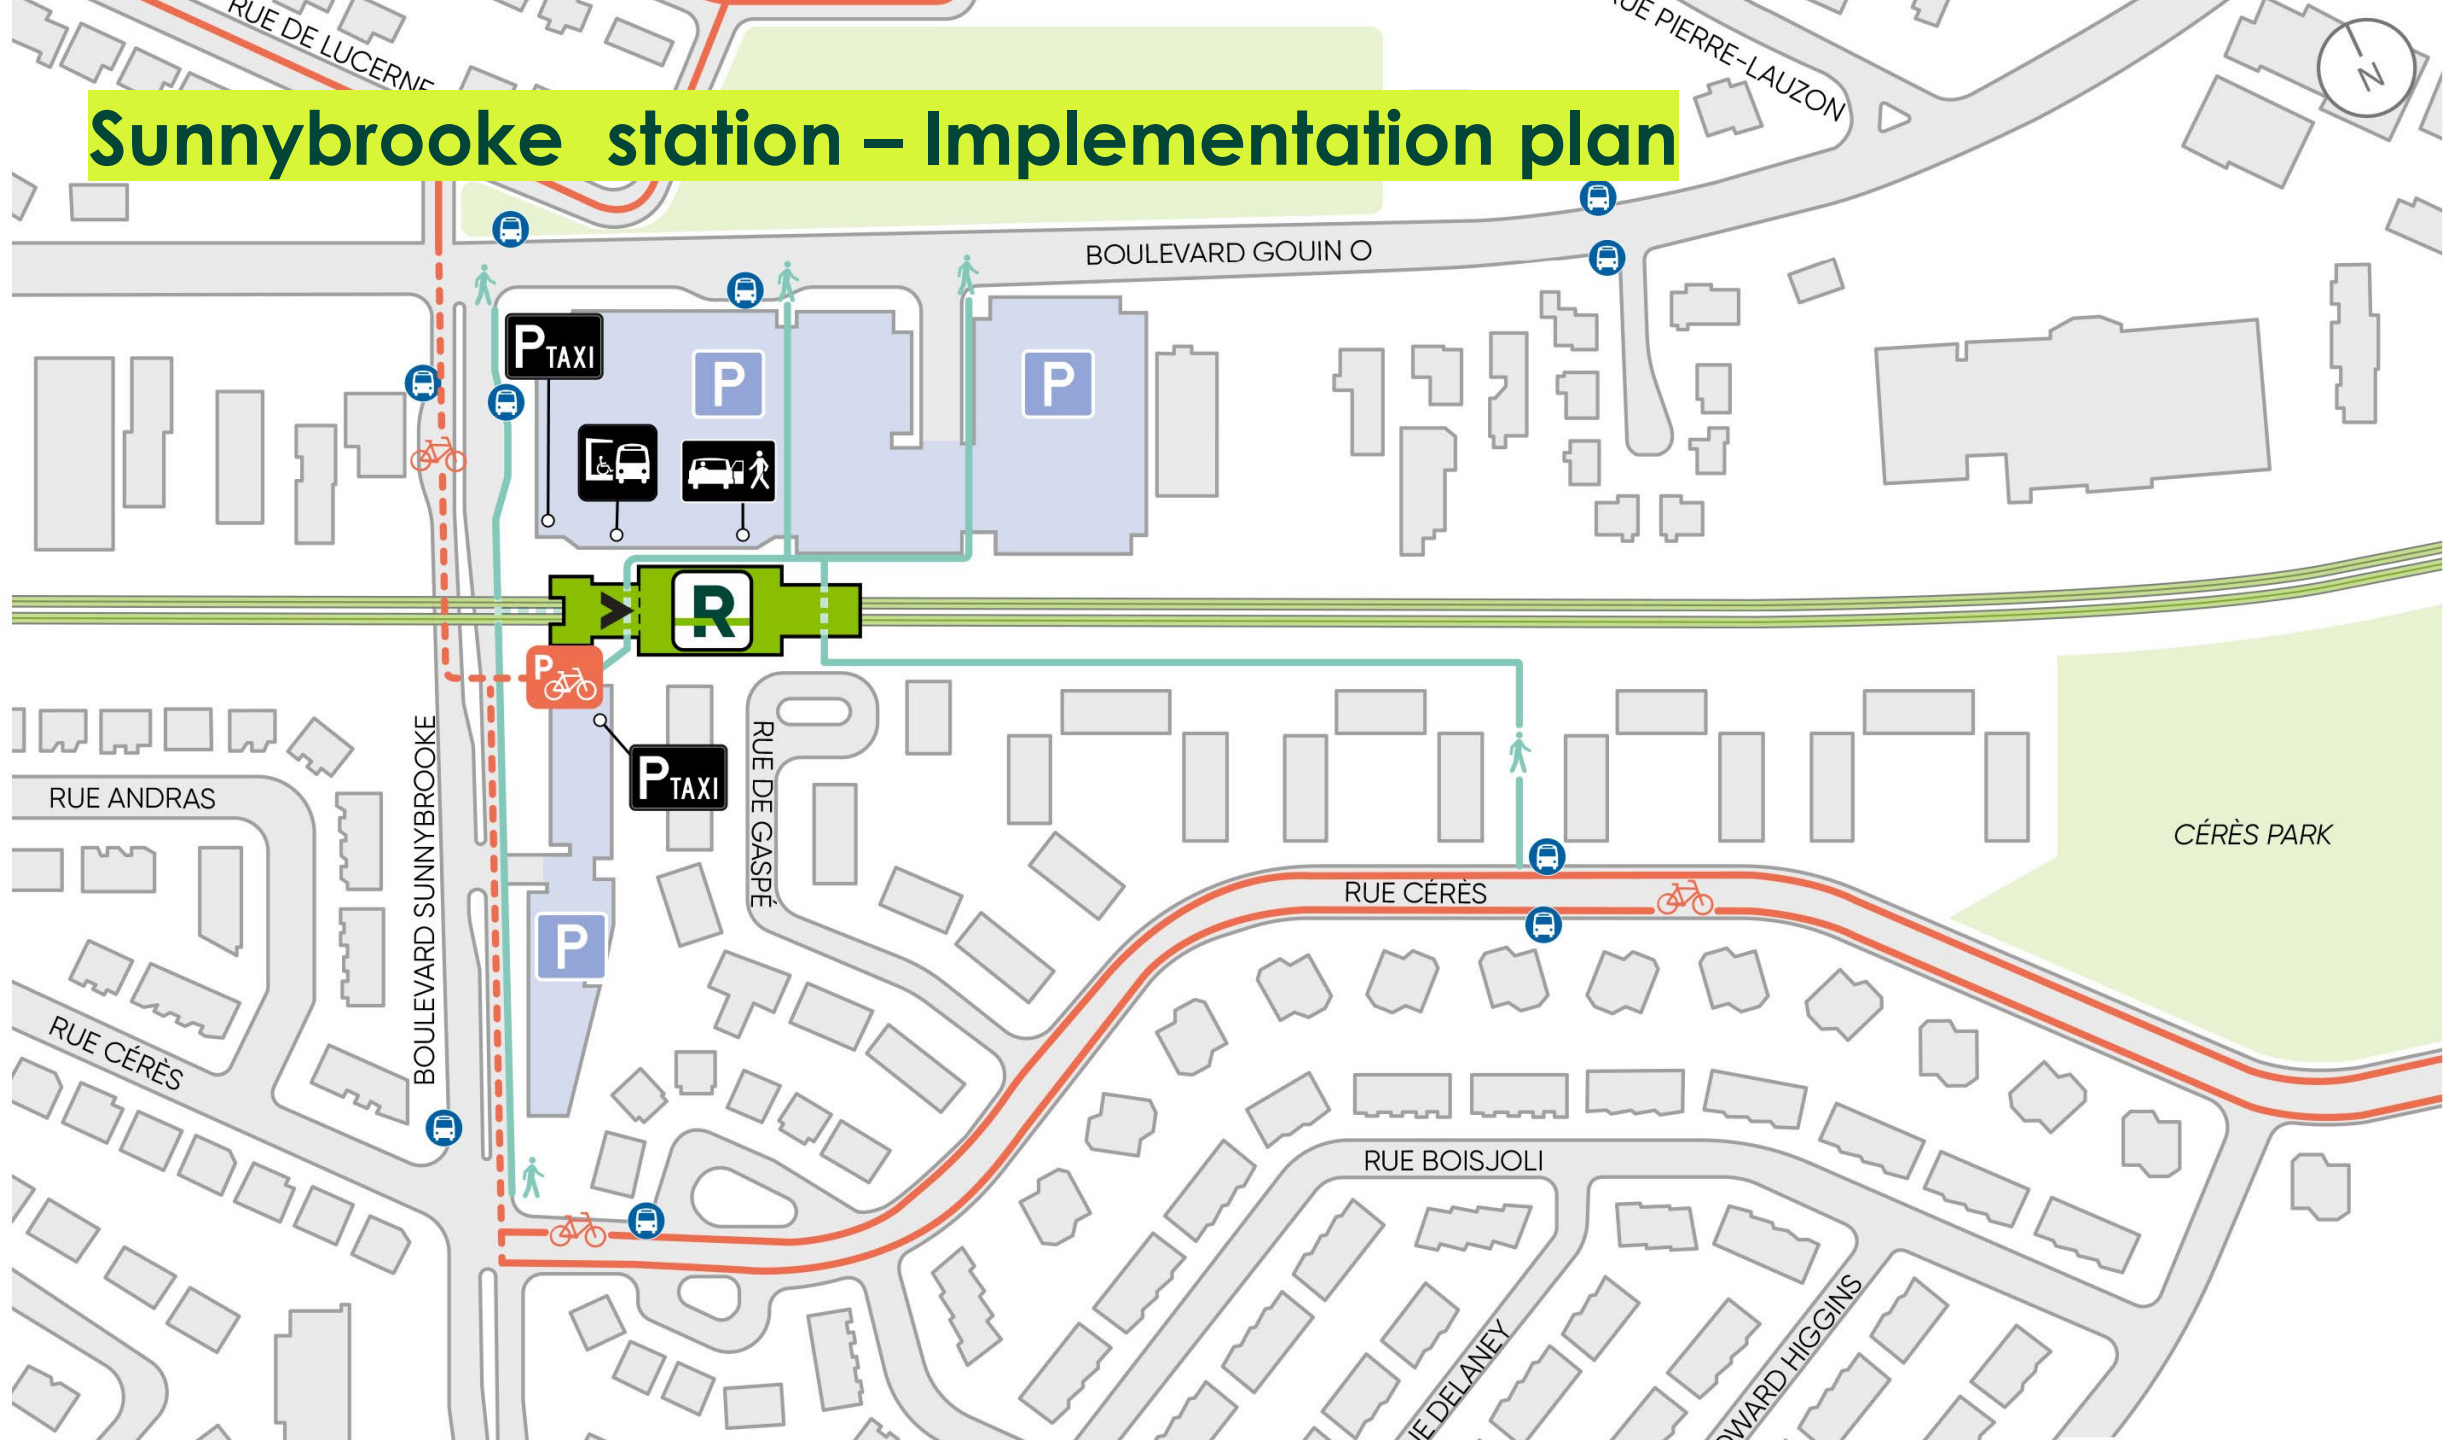 RUE DE LUCERNE
RUE PIERRE-LAUZON
N
Sunnybrooke station – Implementation plan
BOULEVARD GOUIN O
P TAXI
P
P
R
P
P TAXI
BOULEVARD SUNNYBROOKE
RUE DE GASPÉ
RUE ANDRAS
CÉRÈS PARK
RUE CÉRÈS
P
RUE CÉRÈS
RUE BOISJOLI
E DELANEY
WARD HIGGINS